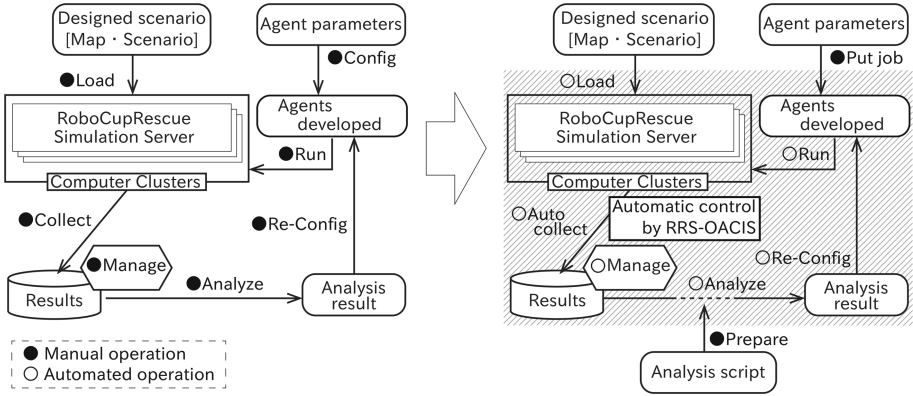 Designed scenario
[Map・Scenario]
Agent parameters
●Config
●Load
RoboCupRescue
Simulation Server
Agents
developed
●Run
Computer Clusters
●Collect
●Re-Config
●Manage
●Analyze
Results
Analysis
result
●Manual operation
○Automated operation
Designed scenario
[Map・Scenario]
Agent parameters
●Put job
○Load
RoboCupRescue
Simulation Server
Agents
developed
○Run
Computer Clusters
○Auto
collect
Automatic control
by RRS-OACIS
○Re-Config
○Manage
○Analyze
Results
Analysis
result
●Prepare
Analysis script